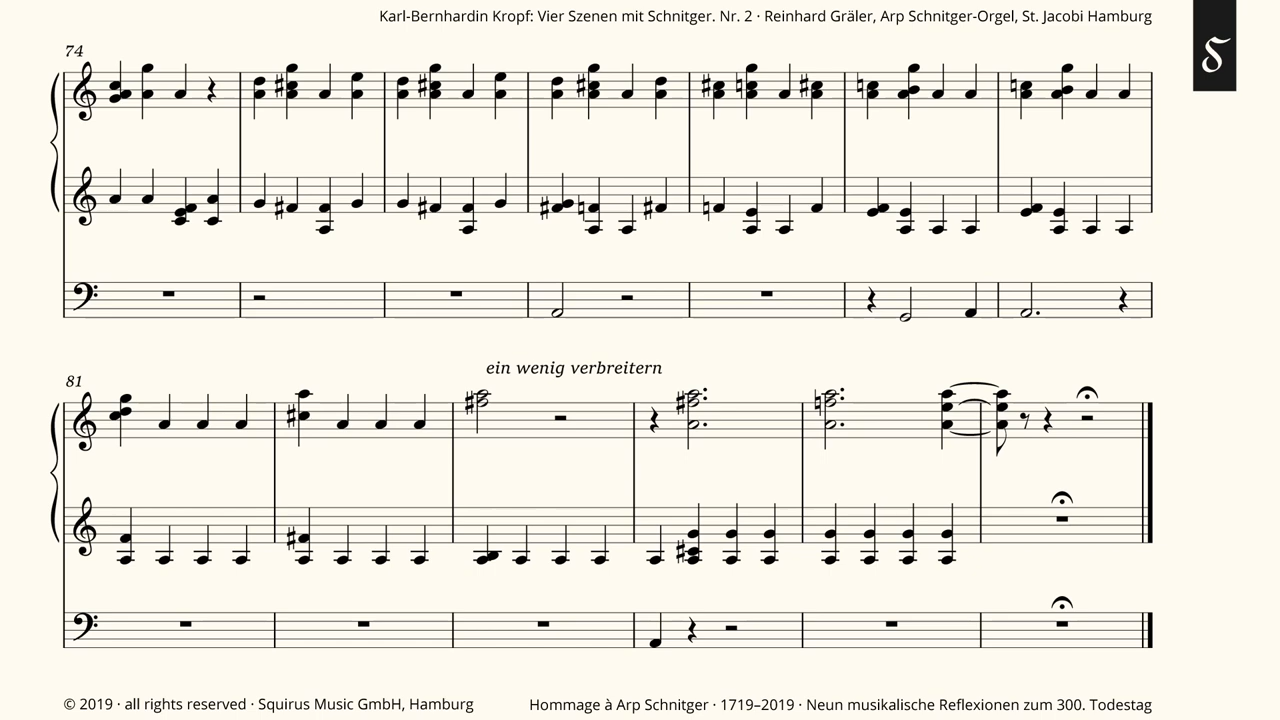 Karl-Bernhardin Kropf: Vier Szenen mit Schnitger. Nr. 2 · Reinhard Gräler, Arp Schnitger-Orgel, St. Jacobi Hamburg
74
ein wenig verbreitern
81
© 2019 · all rights reserved · Squirus Music GmbH, Hamburg
Hommage à Arp Schnitger · 1719–2019 · Neun musikalische Reflexionen zum 300. Todestag